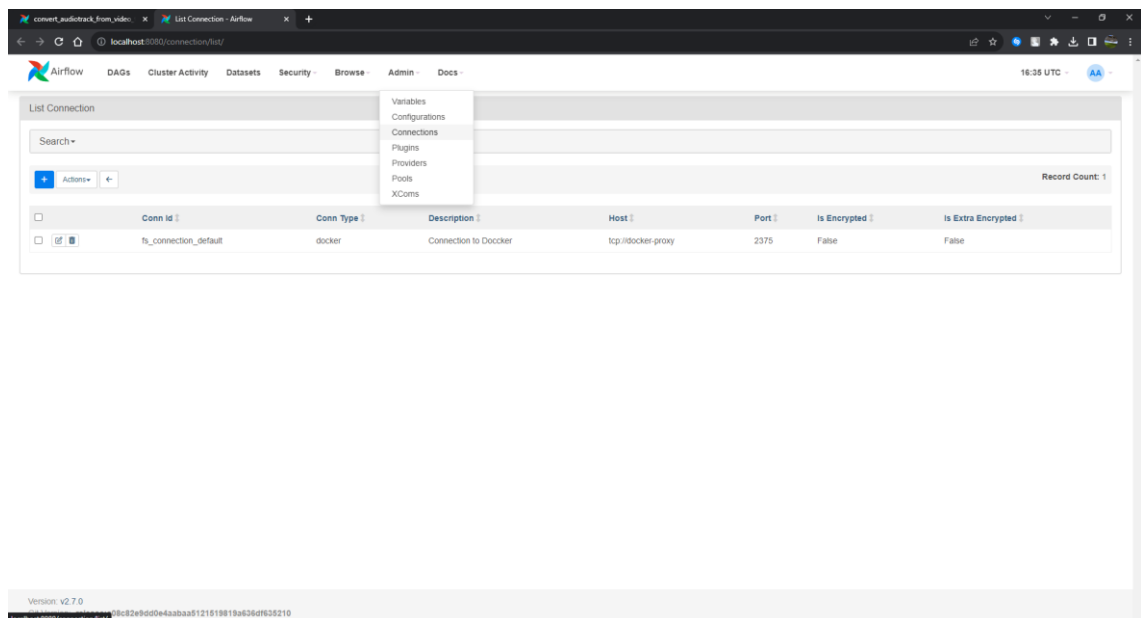 convert_audiotrack_from_video_ List Connection - Airflow
localhost:8080/connection/list/
Airflow DAGs Cluster Activity Datasets Security Browse Admin Docs 16:35 UTC AA
List Connection
Variables
Configurations
Connections
Plugins
Providers
Pools
XComs
Search
+ Actions Record Count: 1
Conn Id Conn Type Description Host Port Is Encrypted Is Extra Encrypted
fs_connection_default docker Connection to Doccker tcp://docker-proxy 2375 False False
Version: v2.7.0